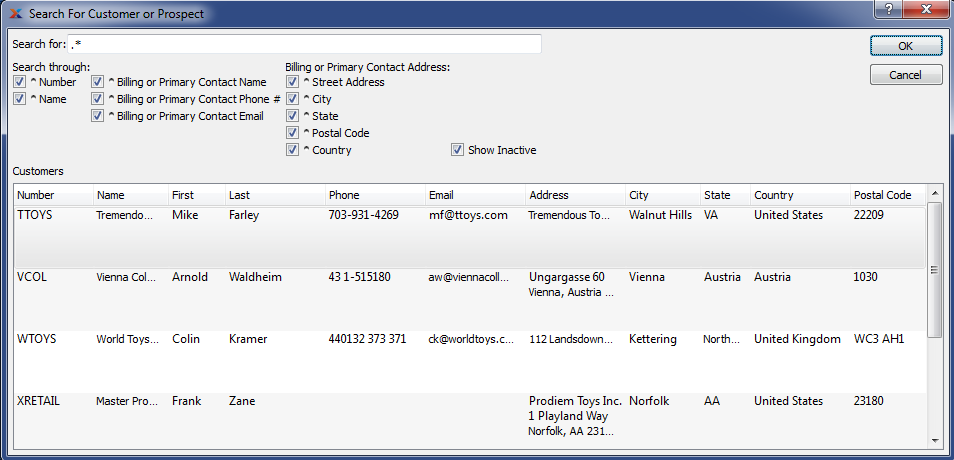 Search For Customer or Prospect
Search for: .*
OK
Cancel
Search through:
Billing or Primary Contact Address:
^ Number ^ Billing or Primary Contact Name ^ Street Address
^ Name ^ Billing or Primary Contact Phone # ^ City
^ Billing or Primary Contact Email ^ State
^ Postal Code
^ Country Show Inactive
Customers
Number Name First Last Phone Email Address City State Country Postal Code
TTOYS Tremendo... Mike Farley 703-931-4269 mf@ttoys.com Tremendous To... Walnut Hills VA United States 22209
VCOL Vienna Col... Arnold Waldheim 43 1-515180 aw@viennacoll... Ungargasse 60 Vienna Austria Austria 1030
Vienna, Austria ...
WTOYS World Toys... Colin Kramer 440132 373 371 ck@worldtoys.c... 112 Landsdown... Kettering North... United Kingdom WC3 AH1
XRETAIL Master Pro... Frank Zane Prodiem Toys Inc. Norfolk AA United States 23180
1 Playland Way
Norfolk, AA 231...